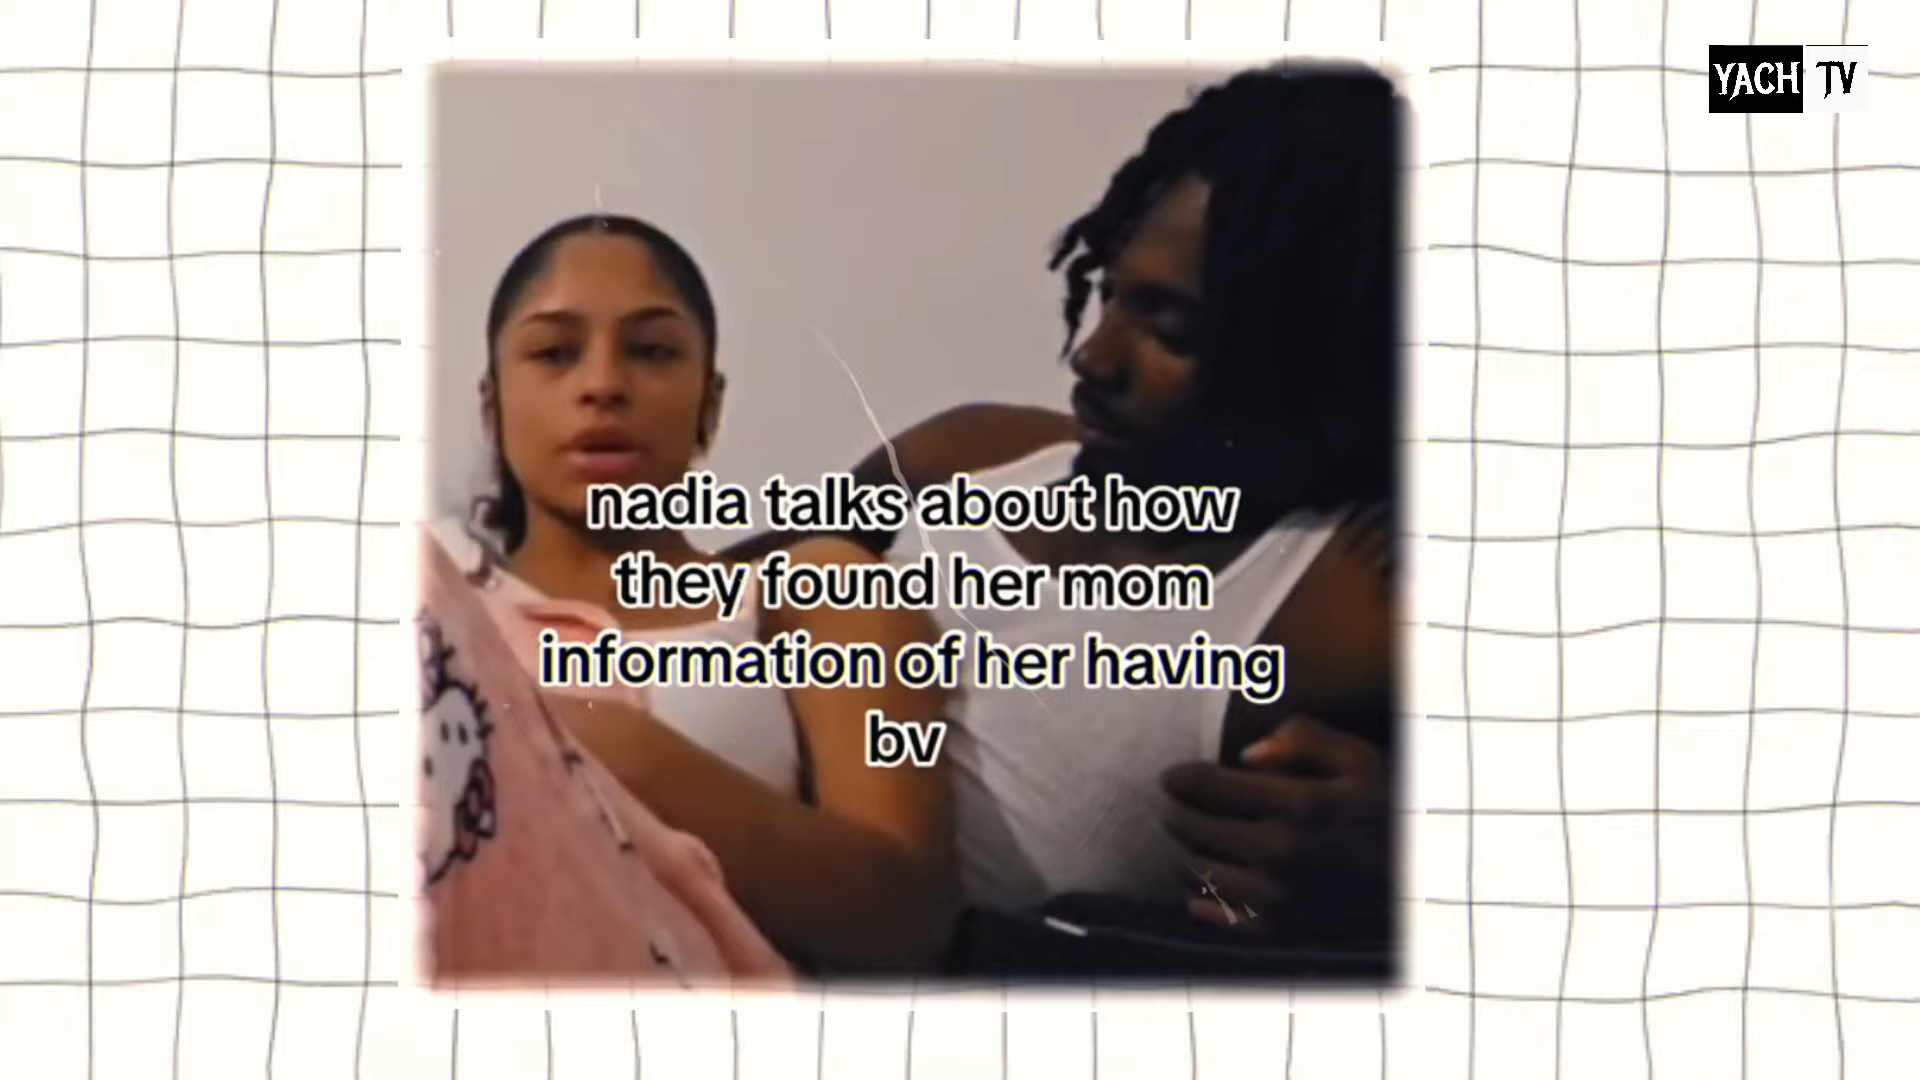 YACH TV
nadia talks about how
they found her mom
information of her having
bv